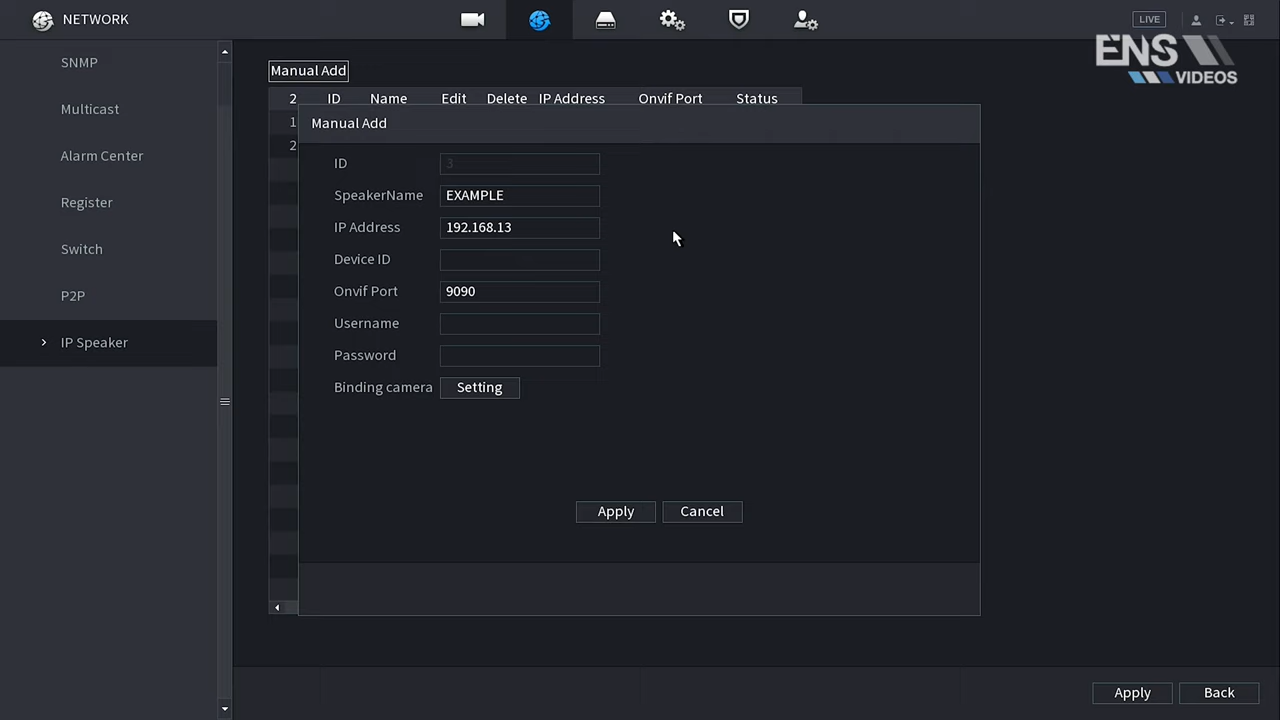 NETWORK
LIVE
ENS
VIDEOS
SNMP
Multicast
Alarm Center
Register
Switch
P2P
IP Speaker
Manual Add
2 ID Name Edit Delete IP Address Onvif Port Status
1
2
Manual Add
ID 3
SpeakerName EXAMPLE
IP Address 192.168.13
Device ID
Onvif Port 9090
Username
Password
Binding camera Setting
Apply Cancel
Apply Back